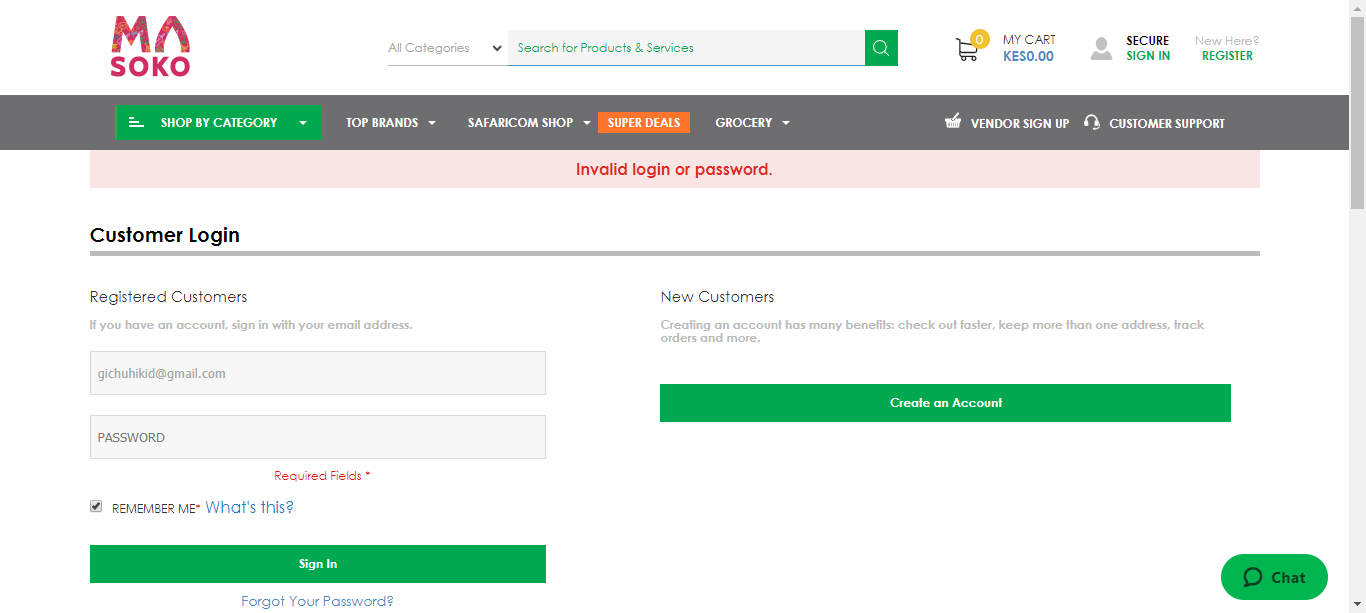 MA
SOKO
All Categories
Search for Products & Services
0
MY CART
KES0.00
SECURE
SIGN IN
New Here?
REGISTER
SHOP BY CATEGORY
TOP BRANDS
SAFARICOM SHOP
SUPER DEALS
GROCERY
VENDOR SIGN UP
CUSTOMER SUPPORT
Invalid login or password.
Customer Login
Registered Customers
If you have an account, sign in with your email address.
gichuhikid@gmail.com
PASSWORD
Required Fields *
REMEMBER ME* What's this?
Sign In
Forgot Your Password?
New Customers
Creating an account has many benefits: check out faster, keep more than one address, track
orders and more.
Create an Account
Chat